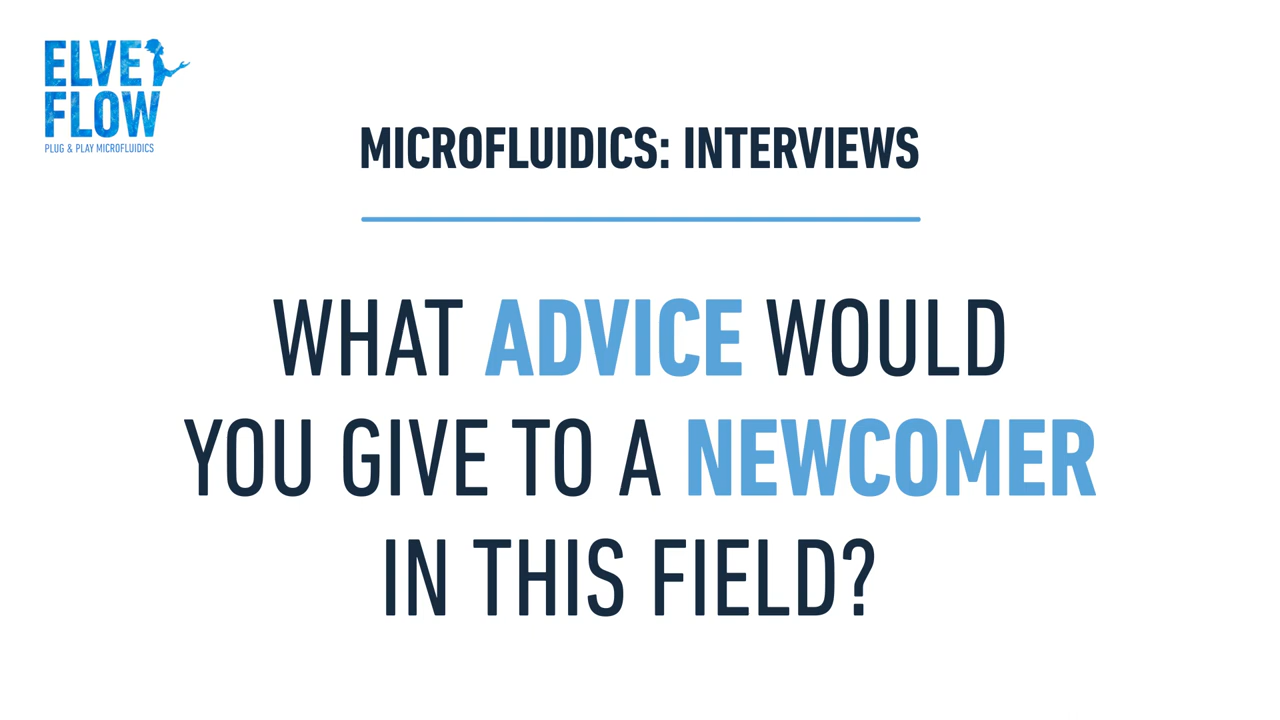 ELVE
FLOW
PLUG & PLAY MICROFLUIDICS
MICROFLUIDICS: INTERVIEWS
WHAT ADVICE WOULD
YOU GIVE TO A NEWCOMER
IN THIS FIELD?